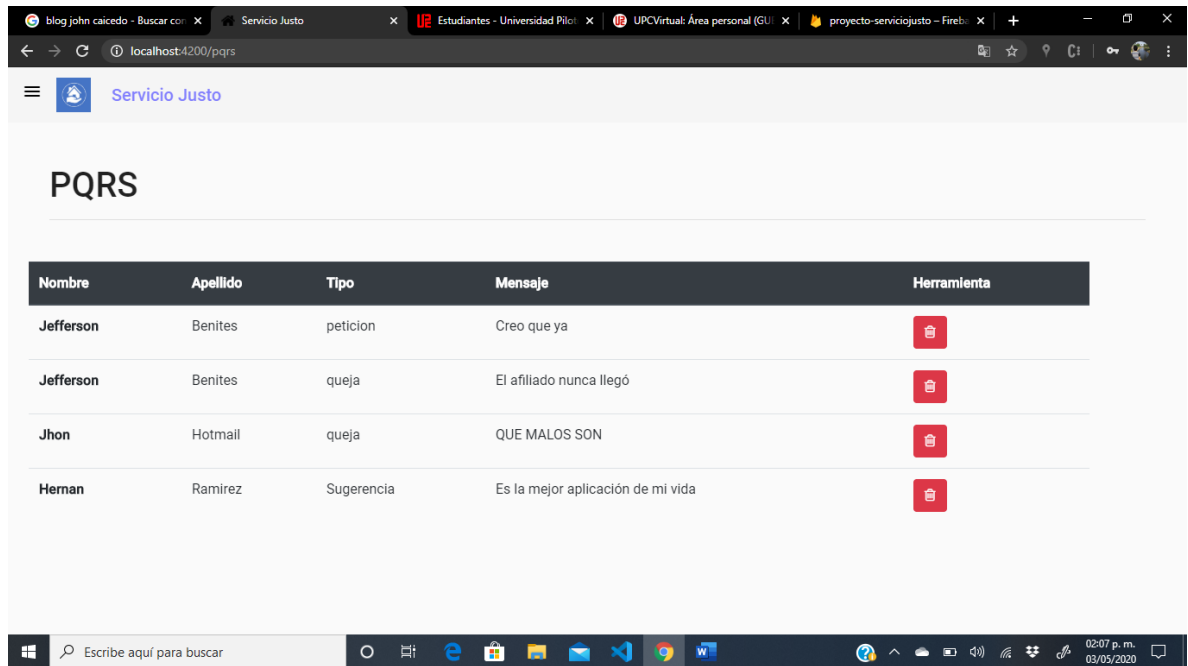 blog john caicedo - Buscar con
Servicio Justo
Estudiantes - Universidad Pilot
UPCVirtual: Área personal (GUE
proyecto-serviciojusto – Fireba
localhost:4200/pqrs
Servicio Justo
PQRS
Nombre Apellido Tipo Mensaje Herramienta
Jefferson Benites peticion Creo que ya
Jefferson Benites queja El afiliado nunca llegó
Jhon Hotmail queja QUE MALOS SON
Hernan Ramirez Sugerencia Es la mejor aplicación de mi vida
Escribe aquí para buscar
02:07 p. m.
03/05/2020